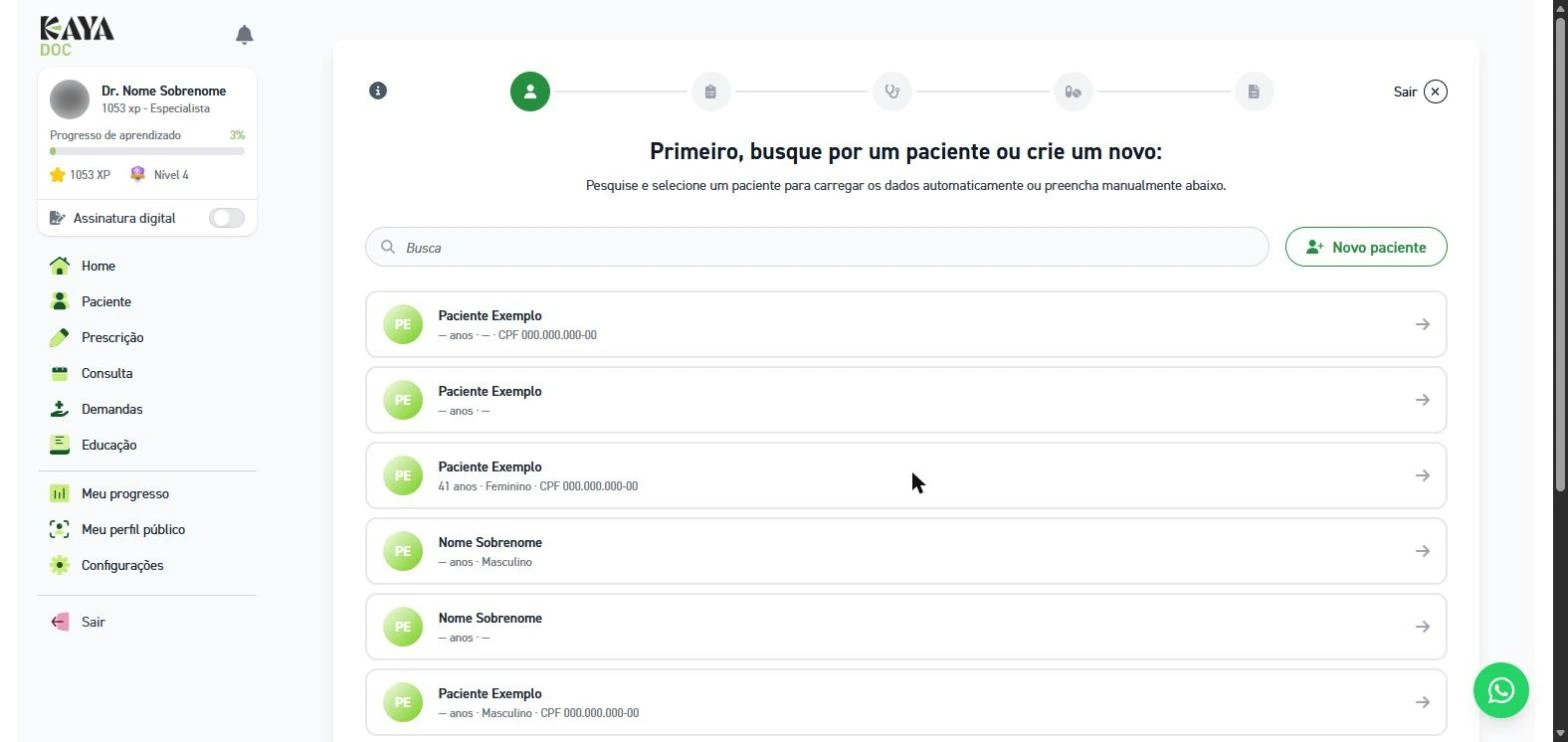 KAYA
DOC
Dr. Nome Sobrenome
1053 xp - Especialista
Progresso de aprendizado 3%
1053 XP Nível 4
Assinatura digital
Home
Paciente
Prescrição
Consulta
Demandas
Educação
Meu progresso
Meu perfil público
Configurações
Sair
Sair
Primeiro, busque por um paciente ou crie um novo:
Pesquise e selecione um paciente para carregar os dados automaticamente ou preencha manualmente abaixo.
Busca
Novo paciente
PE
Paciente Exemplo
— anos · — · CPF 000.000.000-00
PE
Paciente Exemplo
— anos · —
PE
Paciente Exemplo
41 anos · Feminino · CPF 000.000.000-00
PE
Nome Sobrenome
— anos · Masculino
PE
Nome Sobrenome
— anos · —
PE
Paciente Exemplo
— anos · Masculino · CPF 000.000.000-00